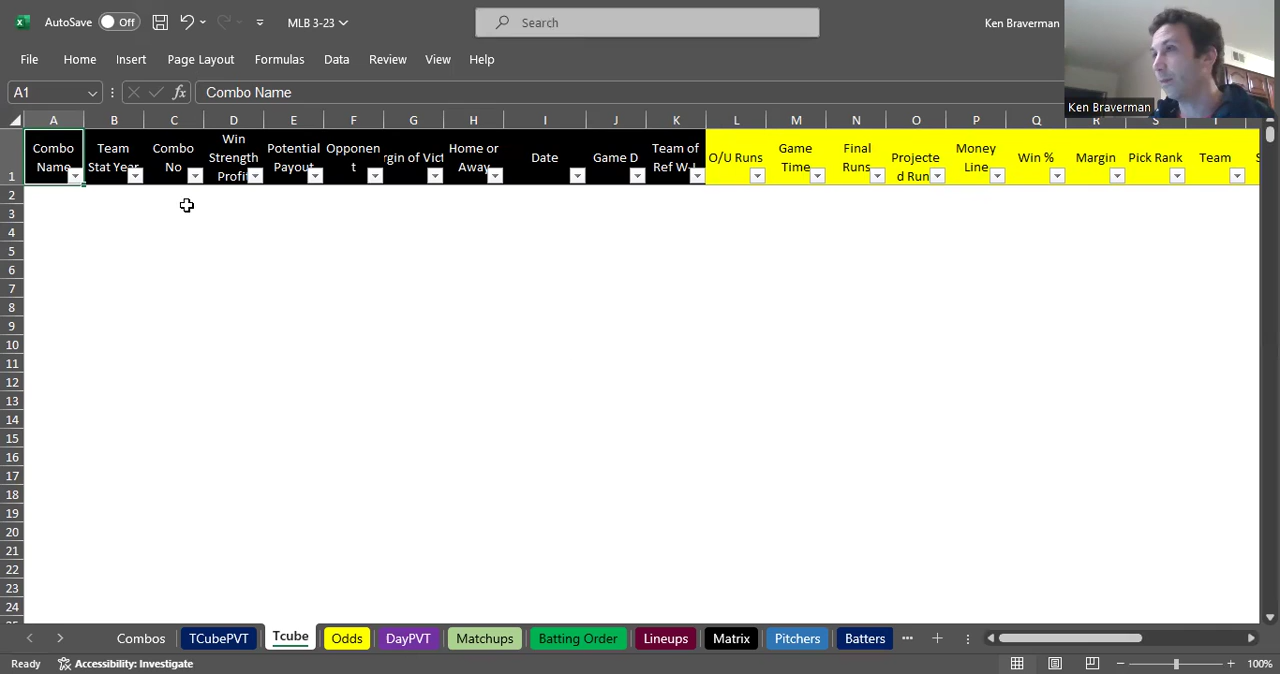 AutoSave Off MLB 3-23 Search Ken Braverman
File Home Insert Page Layout Formulas Data Review View Help
A1 fx Combo Name
Ken Braverman
A B C D E F G H I J K L M N O P Q R S T
1 Combo Name Team Stat Year Combo No Win Strength Profit Potential Payout Opponent rgin of Vict Home or Away Date Game D Team of Ref W-L O/U Runs Game Time Final Runs Projected Run Money Line Win % Margin Pick Rank Team
2
3
4
5
6
7
8
9
10
11
12
13
14
15
16
17
18
19
20
21
22
23
24
Combos TCubePVT Tcube Odds DayPVT Matchups Batting Order Lineups Matrix Pitchers Batters
Ready Accessibility: Investigate 100%